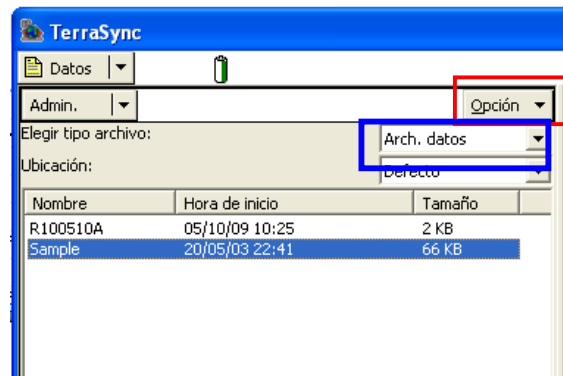 TerraSync
Datos
Admin. Opción
Elegir tipo archivo: Arch. datos
Ubicación: Defecto
Nombre Hora de inicio Tamaño
R100510A 05/10/09 10:25 2 KB
Sample 20/05/03 22:41 66 KB